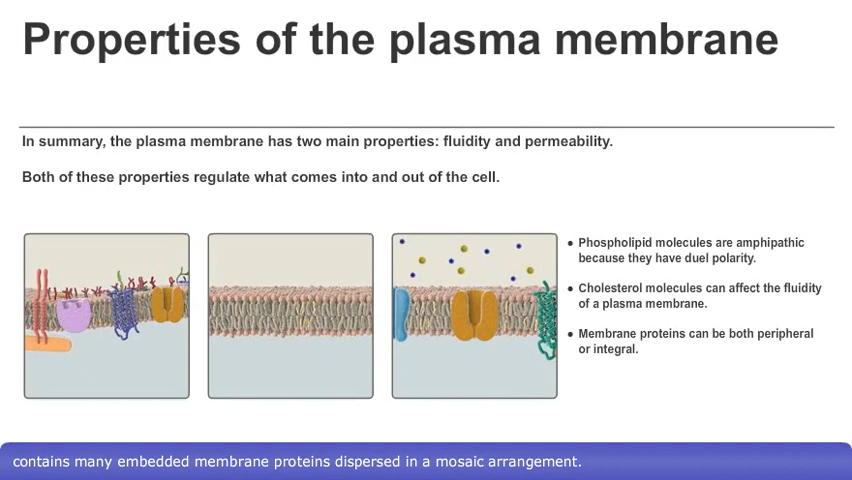 Properties of the plasma membrane
In summary, the plasma membrane has two main properties: fluidity and permeability.
Both of these properties regulate what comes into and out of the cell.
● Phospholipid molecules are amphipathic
because they have duel polarity.
● Cholesterol molecules can affect the fluidity
of a plasma membrane.
● Membrane proteins can be both peripheral
or integral.
contains many embedded membrane proteins dispersed in a mosaic arrangement.